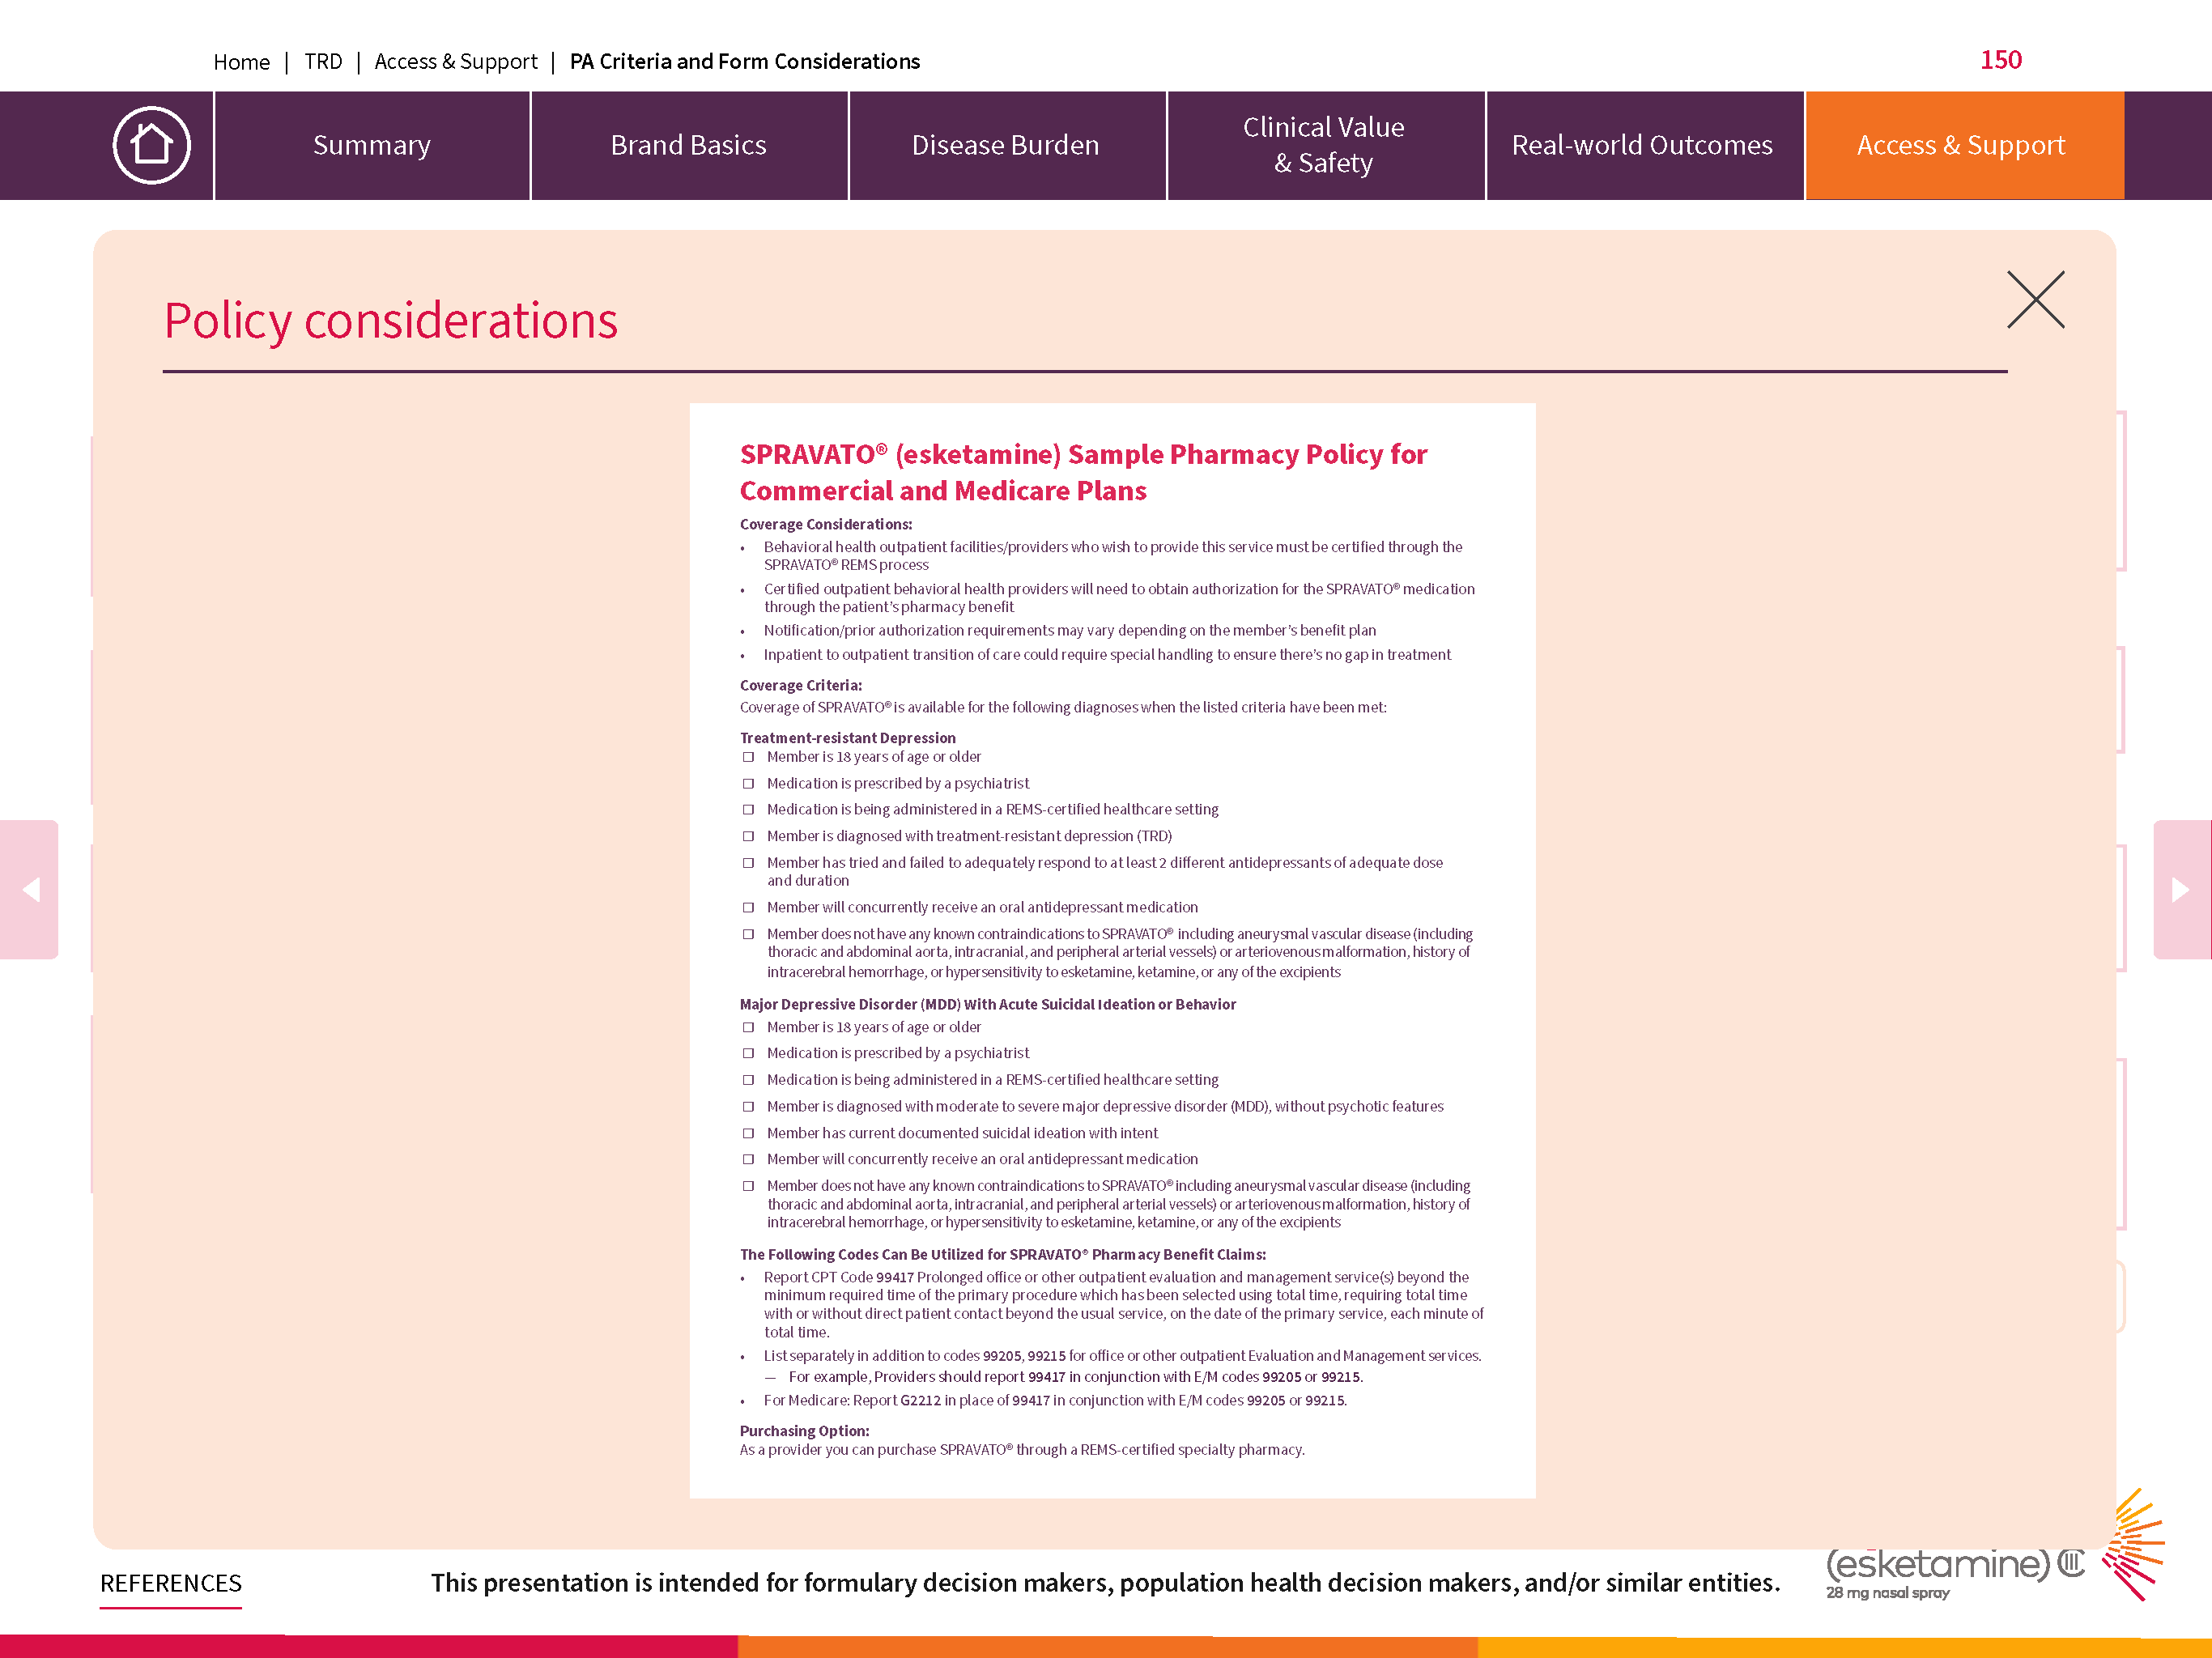 Home | TRD | Access & Support | PA Criteria and Form Considerations
150
Summary
Brand Basics
Disease Burden
Clinical Value
& Safety
Real-world Outcomes
Access & Support
Policy considerations
SPRAVATO® (esketamine) Sample Pharmacy Policy for
Commercial and Medicare Plans
Coverage Considerations:
• Behavioral health outpatient facilities/providers who wish to provide this service must be certified through the
SPRAVATO® REMS process
• Certified outpatient behavioral health providers will need to obtain authorization for the SPRAVATO® medication
through the patient’s pharmacy benefit
• Notification/prior authorization requirements may vary depending on the member’s benefit plan
• Inpatient to outpatient transition of care could require special handling to ensure there’s no gap in treatment
Coverage Criteria:
Coverage of SPRAVATO® is available for the following diagnoses when the listed criteria have been met:
Treatment-resistant Depression
☐ Member is 18 years of age or older
☐ Medication is prescribed by a psychiatrist
☐ Medication is being administered in a REMS-certified healthcare setting
☐ Member is diagnosed with treatment-resistant depression (TRD)
☐ Member has tried and failed to adequately respond to at least 2 different antidepressants of adequate dose
and duration
☐ Member will concurrently receive an oral antidepressant medication
☐ Member does not have any known contraindications to SPRAVATO® including aneurysmal vascular disease (including
thoracic and abdominal aorta, intracranial, and peripheral arterial vessels) or arteriovenous malformation, history of
intracerebral hemorrhage, or hypersensitivity to esketamine, ketamine, or any of the excipients
Major Depressive Disorder (MDD) With Acute Suicidal Ideation or Behavior
☐ Member is 18 years of age or older
☐ Medication is prescribed by a psychiatrist
☐ Medication is being administered in a REMS-certified healthcare setting
☐ Member is diagnosed with moderate to severe major depressive disorder (MDD), without psychotic features
☐ Member has current documented suicidal ideation with intent
☐ Member will concurrently receive an oral antidepressant medication
☐ Member does not have any known contraindications to SPRAVATO® including aneurysmal vascular disease (including
thoracic and abdominal aorta, intracranial, and peripheral arterial vessels) or arteriovenous malformation, history of
intracerebral hemorrhage, or hypersensitivity to esketamine, ketamine, or any of the excipients
The Following Codes Can Be Utilized for SPRAVATO® Pharmacy Benefit Claims:
• Report CPT Code 99417 Prolonged office or other outpatient evaluation and management service(s) beyond the
minimum required time of the primary procedure which has been selected using total time, requiring total time
with or without direct patient contact beyond the usual service, on the date of the primary service, each minute of
total time.
• List separately in addition to codes 99205, 99215 for office or other outpatient Evaluation and Management services.
— For example, Providers should report 99417 in conjunction with E/M codes 99205 or 99215.
• For Medicare: Report G2212 in place of 99417 in conjunction with E/M codes 99205 or 99215.
Purchasing Option:
As a provider you can purchase SPRAVATO® through a REMS-certified specialty pharmacy.
REFERENCES
This presentation is intended for formulary decision makers, population health decision makers, and/or similar entities.
(esketamine) CIII
28 mg nasal spray